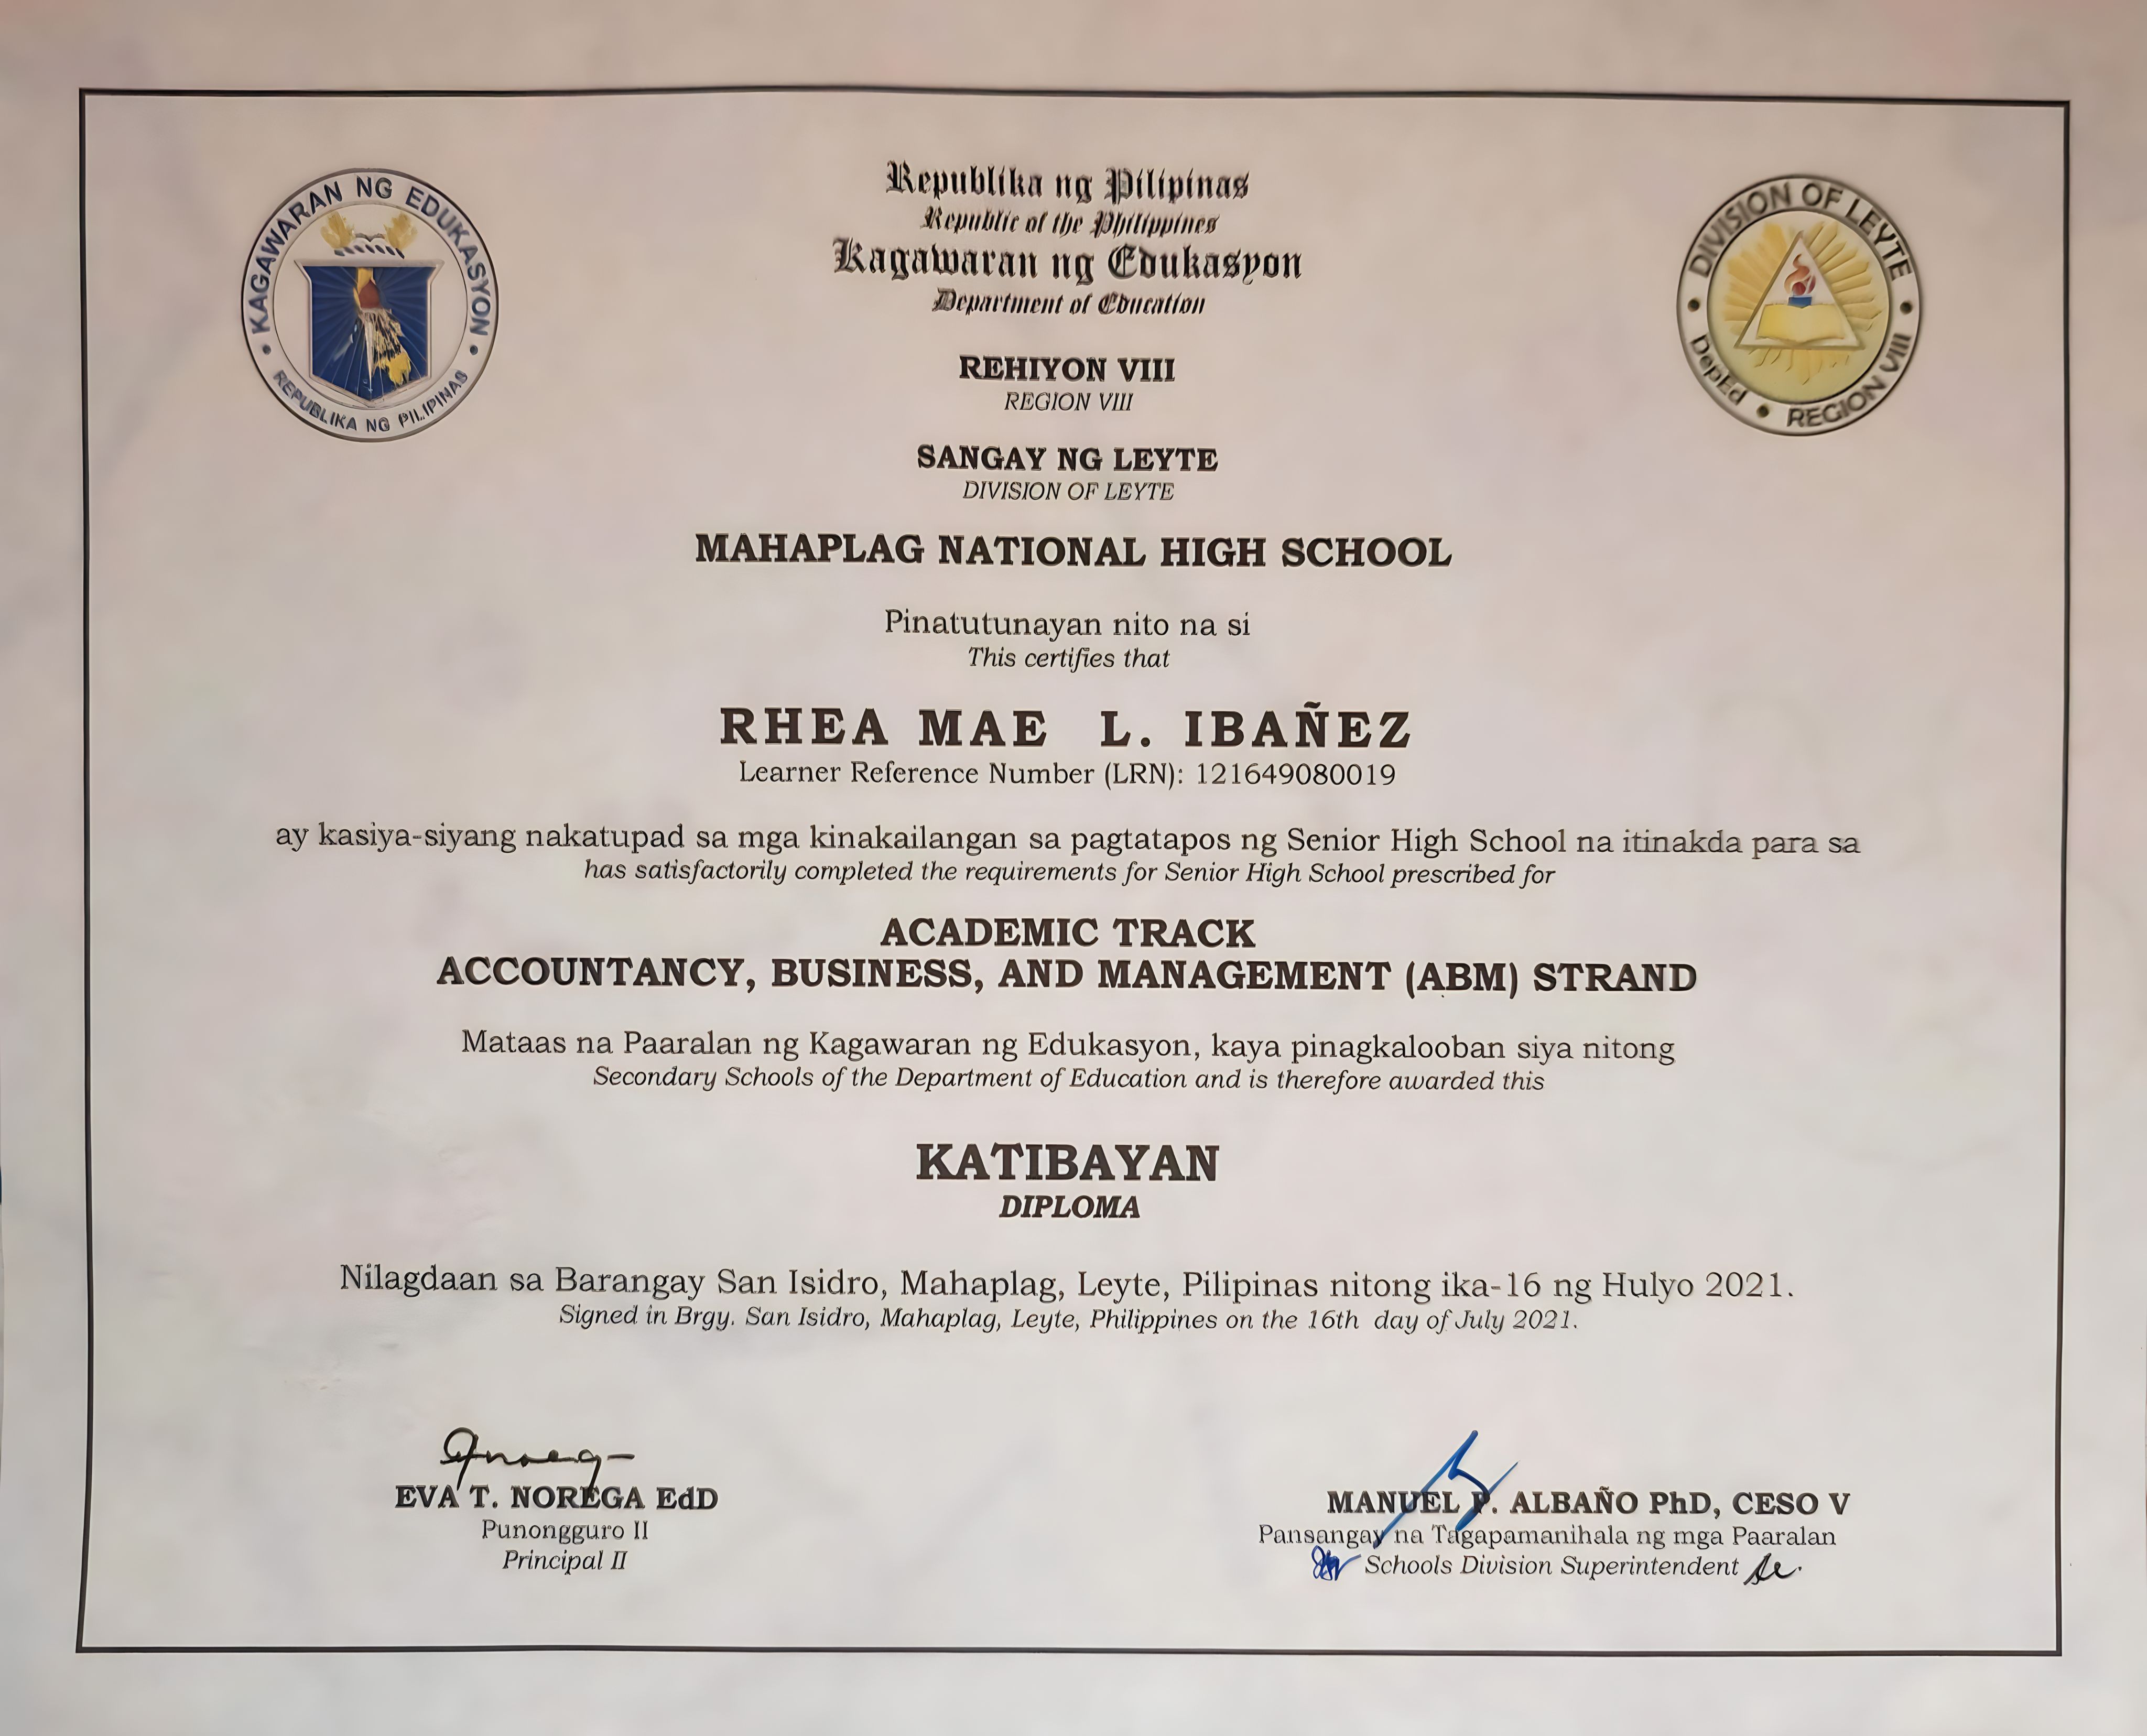 KAGAWARAN NG EDUKASYON
REPUBLIKA NG PILIPINAS
DIVISION OF LEYTE
DepEd • REGION VIII
Republika ng Pilipinas
Republic of the Philippines
Kagawaran ng Edukasyon
Department of Education
REHIYON VIII
REGION VIII
SANGAY NG LEYTE
DIVISION OF LEYTE
MAHAPLAG NATIONAL HIGH SCHOOL
Pinatutunayan nito na si
This certifies that
RHEA MAE L. IBAÑEZ
Learner Reference Number (LRN): 121649080019
ay kasiya-siyang nakatupad sa mga kinakailangan sa pagtatapos ng Senior High School na itinakda para sa
has satisfactorily completed the requirements for Senior High School prescribed for
ACADEMIC TRACK
ACCOUNTANCY, BUSINESS, AND MANAGEMENT (ABM) STRAND
Mataas na Paaralan ng Kagawaran ng Edukasyon, kaya pinagkalooban siya nitong
Secondary Schools of the Department of Education and is therefore awarded this
KATIBAYAN
DIPLOMA
Nilagdaan sa Barangay San Isidro, Mahaplag, Leyte, Pilipinas nitong ika-16 ng Hulyo 2021.
Signed in Brgy. San Isidro, Mahaplag, Leyte, Philippines on the 16th day of July 2021.
EVA T. NOREGA EdD
Punongguro II
Principal II
MANUEL P. ALBAÑO PhD, CESO V
Pansangay na Tagapamanihala ng mga Paaralan
Schools Division Superintendent